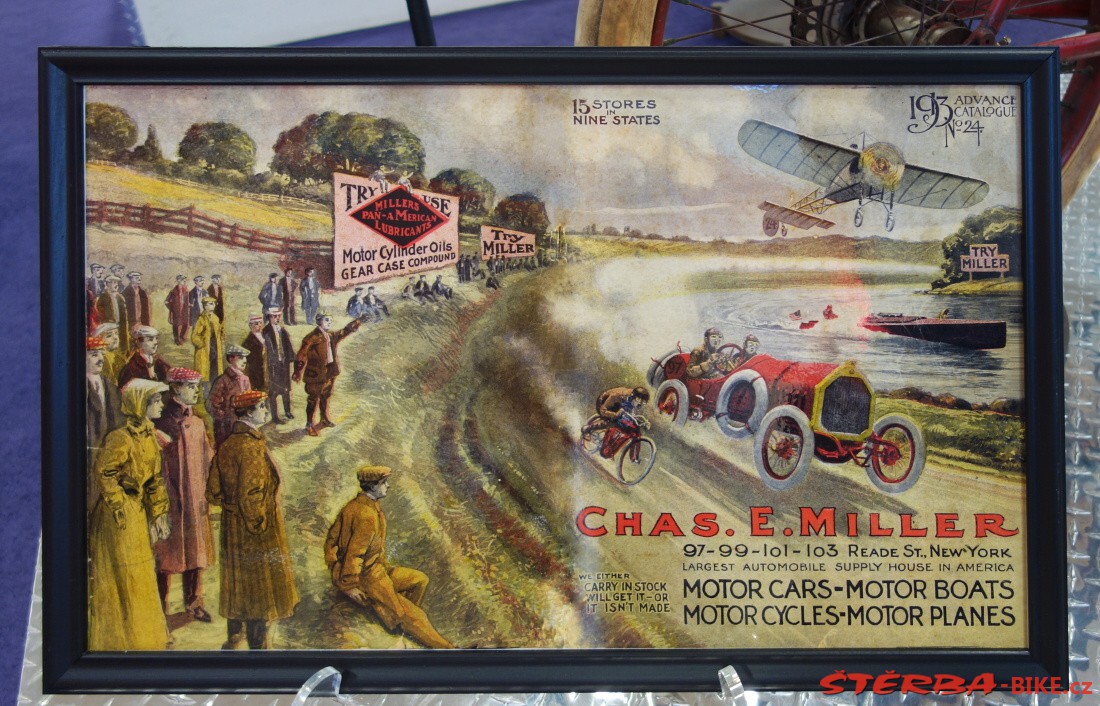 15 STORES
IN
NINE STATES
1913 ADVANCE
CATALOGUE
No. 24
TRY USE
MILLERS
PAN-AMERICAN
LUBRICANTS
Motor Cylinder Oils
GEAR CASE COMPOUND
TRY
MILLER
TRY
MILLER
CHAS. E. MILLER
97-99-101-103 READE ST., NEW-YORK
LARGEST AUTOMOBILE SUPPLY HOUSE IN AMERICA
WE EITHER
CARRY IN STOCK
WILL GET IT-OR
IT ISN'T MADE
MOTOR CARS-MOTOR BOATS
MOTOR CYCLES-MOTOR PLANES
ŠTĚRBA-BIKE.cz